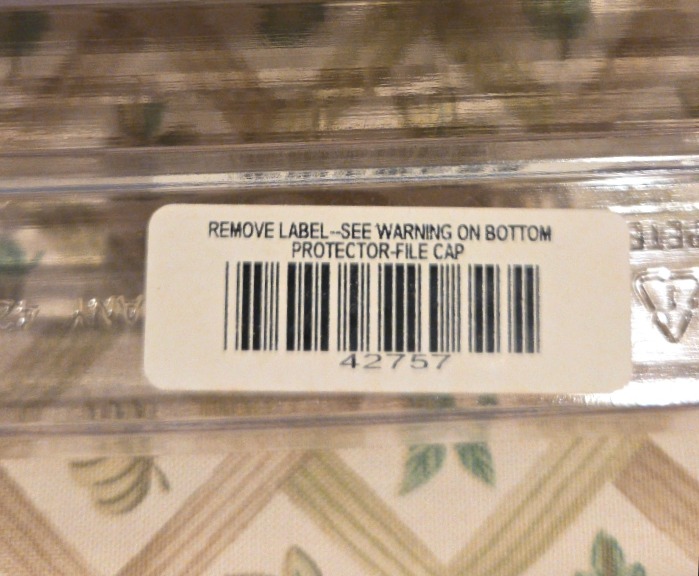 REMOVE LABEL--SEE WARNING ON BOTTOM
PROTECTOR-FILE CAP
42757